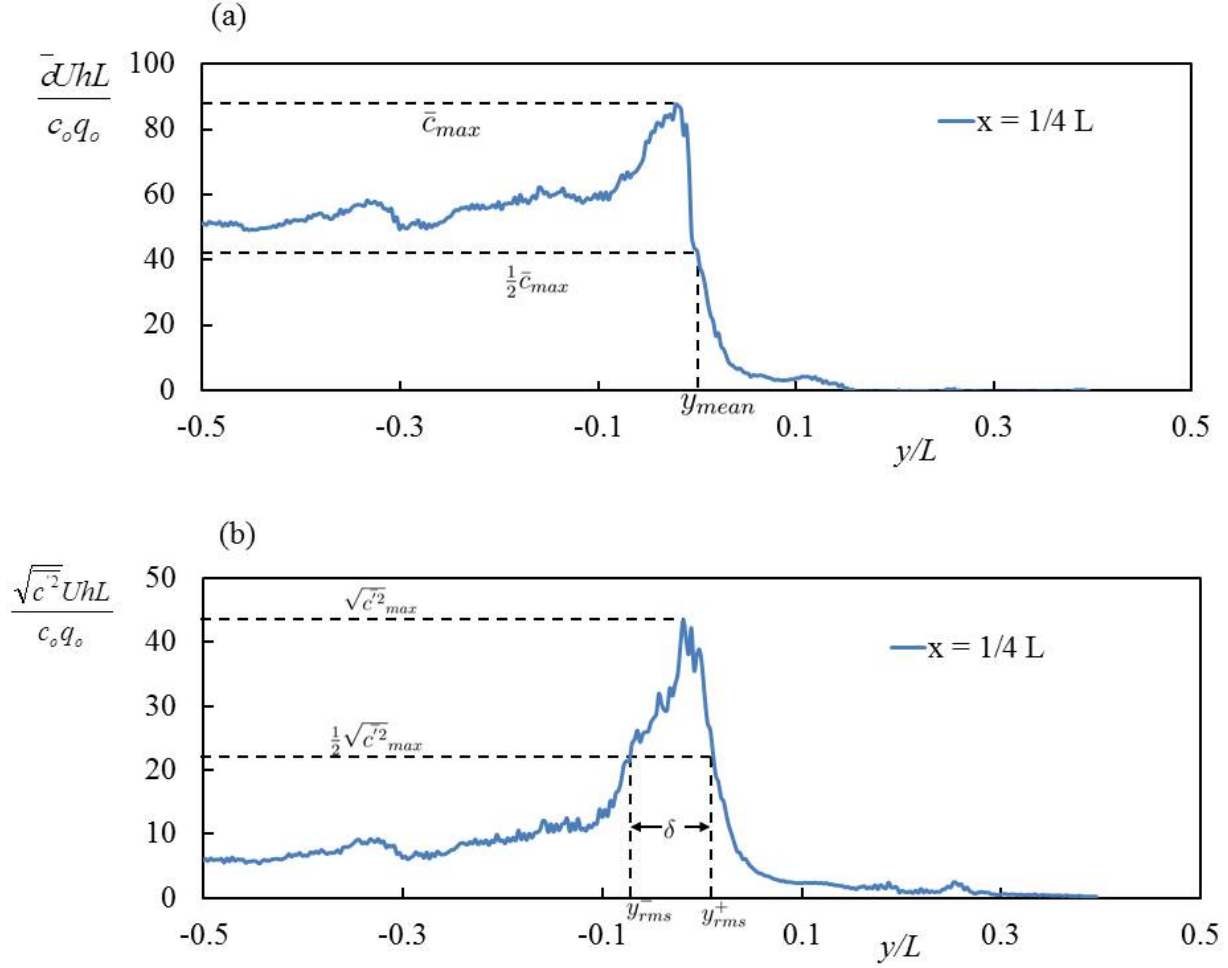 (a)
c̄UhL
c_o q_o
100
80
60
40
20
0
c̄_max
½ c̄_max
x = 1/4 L
y_mean
-0.5
-0.3
-0.1
0.1
0.3
0.5
y/L
(b)
√c'² UhL
c_o q_o
50
40
30
20
10
0
√c'²_max
½ √c'²_max
x = 1/4 L
δ
y⁻_rms
y⁺_rms
-0.5
-0.3
-0.1
0.1
0.3
0.5
y/L